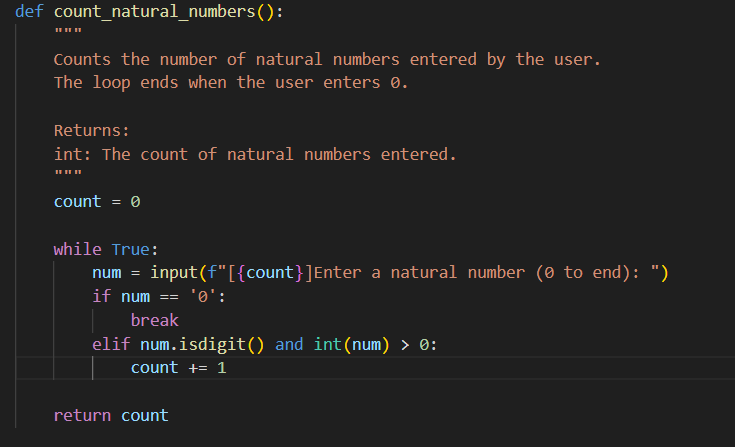 def count_natural_numbers():
    """
    Counts the number of natural numbers entered by the user.
    The loop ends when the user enters 0.

    Returns:
    int: The count of natural numbers entered.
    """
    count = 0

    while True:
        num = input(f"[{count}]Enter a natural number (0 to end): ")
        if num == '0':
            break
        elif num.isdigit() and int(num) > 0:
            count += 1

    return count